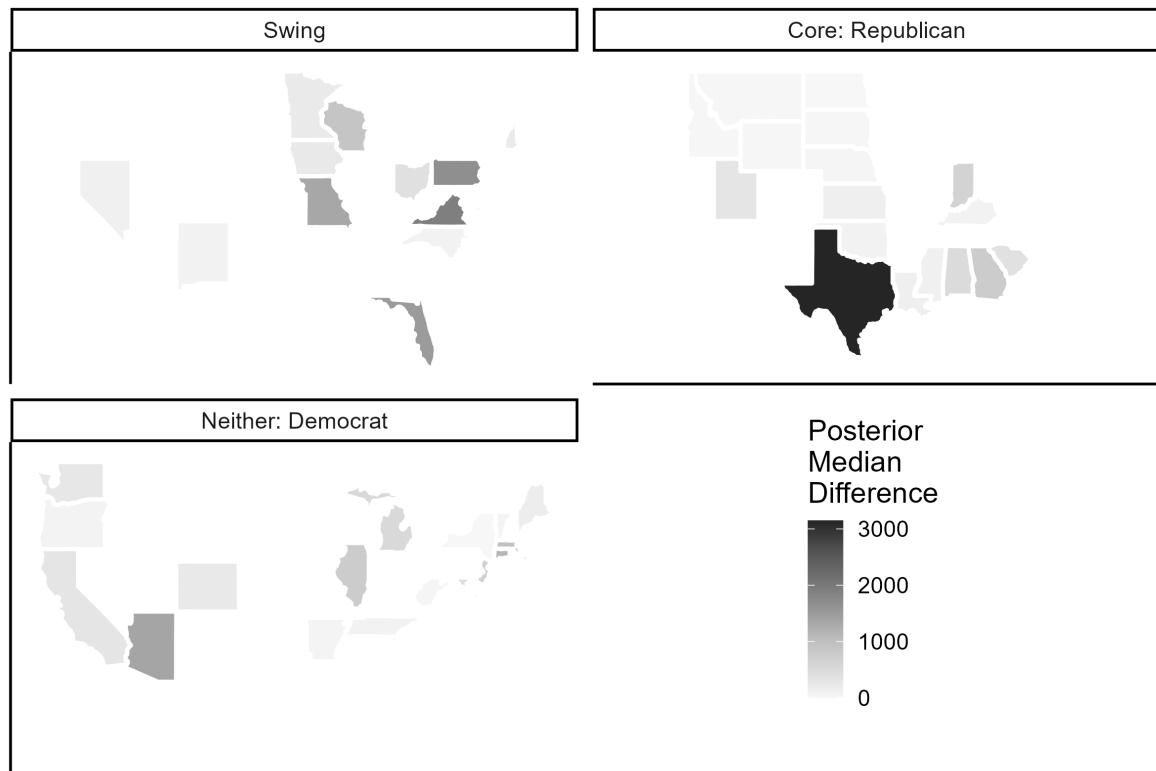 Swing
Core: Republican
Neither: Democrat
Posterior
Median
Difference
3000
2000
1000
0